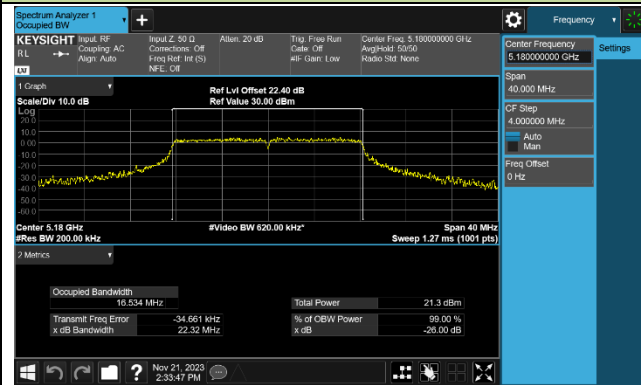 Spectrum Analyzer 1
Occupied BW
Frequency
KEYSIGHT
RL
LXI
Input: RF
Coupling: AC
Align: Auto
Input Z: 50 Ω
Corrections: Off
Freq Ref: Int (S)
NFE: Off
Atten: 20 dB
Trig: Free Run
Gate: Off
#IF Gain: Low
Center Freq: 5.180000000 GHz
Avg|Hold: 50/50
Radio Std: None
Center Frequency
5.180000000 GHz
Settings
Span
40.000 MHz
CF Step
4.000000 MHz
Auto
Man
Freq Offset
0 Hz
1 Graph
Scale/Div 10.0 dB
Ref Lvl Offset 22.40 dB
Ref Value 30.00 dBm
Log
20.0
10.0
0.00
-10.0
-20.0
-30.0
-40.0
-50.0
-60.0
Center 5.18 GHz
#Video BW 620.00 kHz*
Span 40 MHz
#Res BW 200.00 kHz
Sweep 1.27 ms (1001 pts)
2 Metrics
Occupied Bandwidth
16.534 MHz
Total Power
21.3 dBm
Transmit Freq Error
-34.661 kHz
% of OBW Power
99.00 %
x dB Bandwidth
22.32 MHz
x dB
-26.00 dB
?
Nov 21, 2023
2:33:47 PM